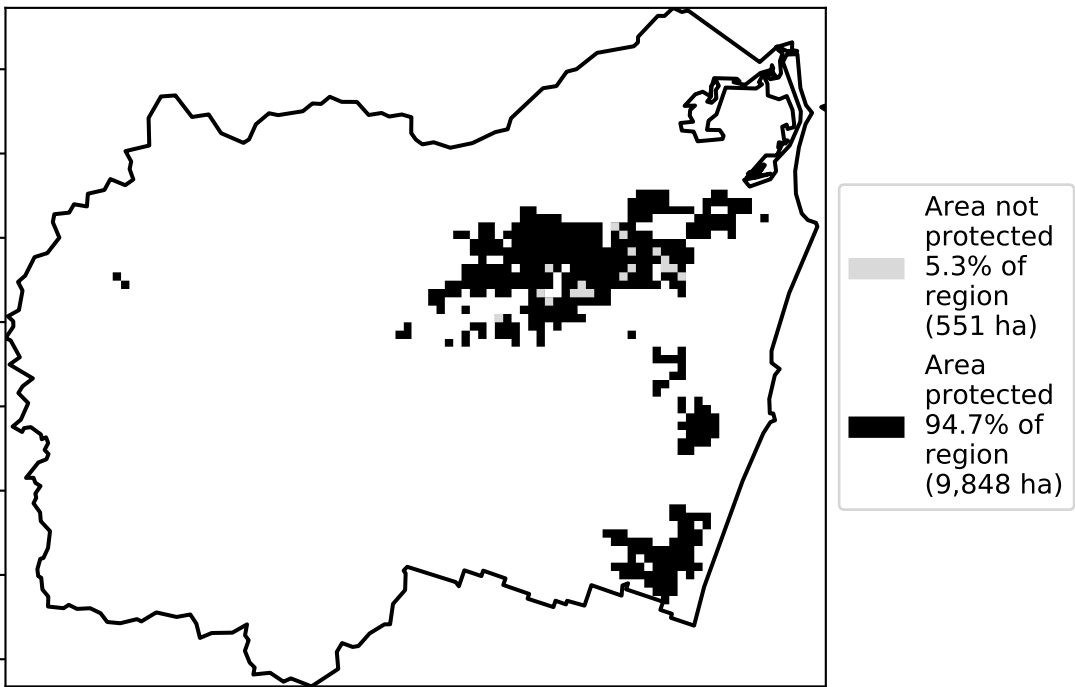 Area not
protected
5.3% of
region
(551 ha)
Area
protected
94.7% of
region
(9,848 ha)